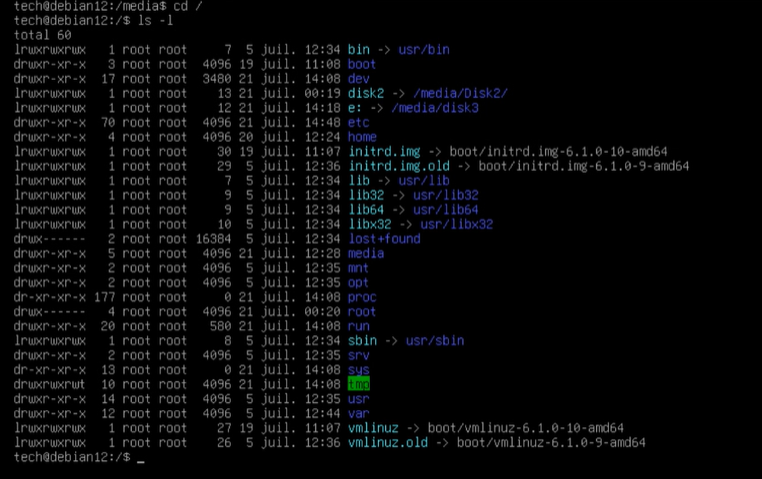 tech@debian12:/media$ cd /
tech@debian12:/$ ls -l
total 60
lrwxrwxrwx   1 root root     7  5 juil. 12:34 bin -> usr/bin
drwxr-xr-x   3 root root  4096 19 juil. 11:08 boot
drwxr-xr-x  17 root root  3480 21 juil. 14:08 dev
lrwxrwxrwx   1 root root    13 21 juil. 00:19 disk2 -> /media/Disk2/
lrwxrwxrwx   1 root root    12 21 juil. 14:18 e: -> /media/disk3
drwxr-xr-x  70 root root  4096 21 juil. 14:48 etc
drwxr-xr-x   4 root root  4096 20 juil. 12:24 home
lrwxrwxrwx   1 root root    30 19 juil. 11:07 initrd.img -> boot/initrd.img-6.1.0-10-amd64
lrwxrwxrwx   1 root root    29  5 juil. 12:36 initrd.img.old -> boot/initrd.img-6.1.0-9-amd64
lrwxrwxrwx   1 root root     7  5 juil. 12:34 lib -> usr/lib
lrwxrwxrwx   1 root root     9  5 juil. 12:34 lib32 -> usr/lib32
lrwxrwxrwx   1 root root     9  5 juil. 12:34 lib64 -> usr/lib64
lrwxrwxrwx   1 root root    10  5 juil. 12:34 libx32 -> usr/libx32
drwx------   2 root root 16384  5 juil. 12:34 lost+found
drwxr-xr-x   5 root root  4096 21 juil. 12:28 media
drwxr-xr-x   2 root root  4096  5 juil. 12:35 mnt
drwxr-xr-x   2 root root  4096  5 juil. 12:35 opt
dr-xr-xr-x 177 root root     0 21 juil. 14:08 proc
drwx------   4 root root  4096 21 juil. 00:20 root
drwxr-xr-x  20 root root   580 21 juil. 14:08 run
lrwxrwxrwx   1 root root     8  5 juil. 12:34 sbin -> usr/sbin
drwxr-xr-x   2 root root  4096  5 juil. 12:35 srv
dr-xr-xr-x  13 root root     0 21 juil. 14:08 sys
drwxrwxrwt  10 root root  4096 21 juil. 14:08 tmp
drwxr-xr-x  14 root root  4096  5 juil. 12:35 usr
drwxr-xr-x  12 root root  4096  5 juil. 12:44 var
lrwxrwxrwx   1 root root    27 19 juil. 11:07 vmlinuz -> boot/vmlinuz-6.1.0-10-amd64
lrwxrwxrwx   1 root root    26  5 juil. 12:36 vmlinuz.old -> boot/vmlinuz-6.1.0-9-amd64
tech@debian12:/$ _